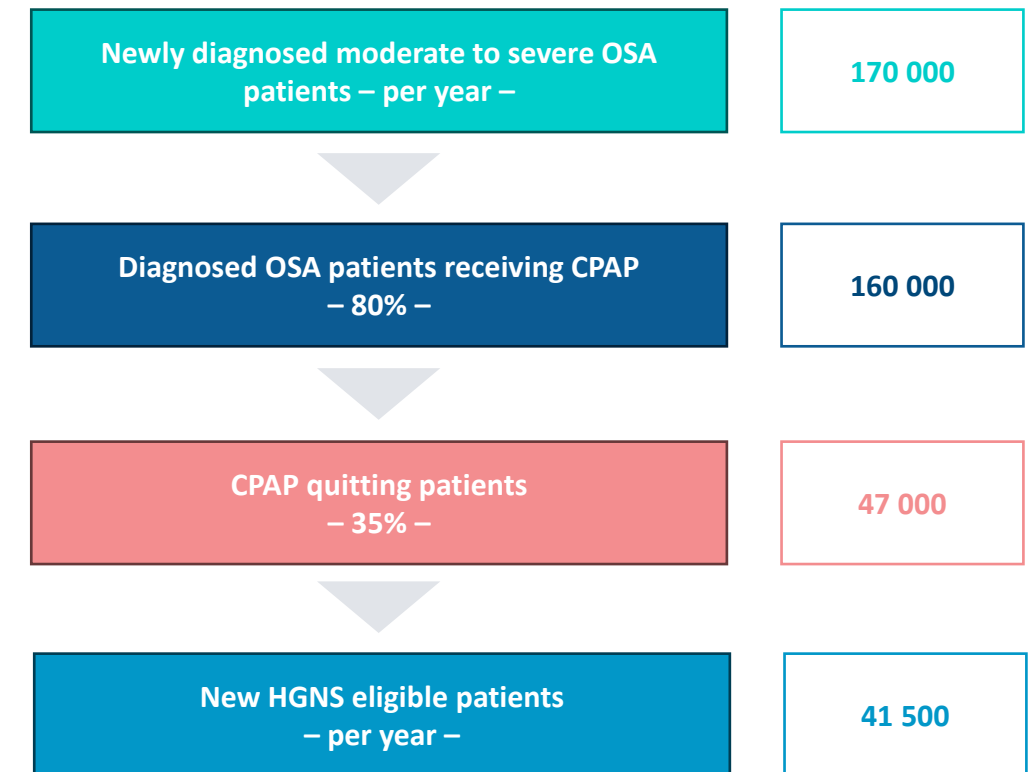 Newly diagnosed moderate to severe OSA
patients – per year –
170 000
Diagnosed OSA patients receiving CPAP
– 80% –
160 000
CPAP quitting patients
– 35% –
47 000
New HGNS eligible patients
– per year –
41 500